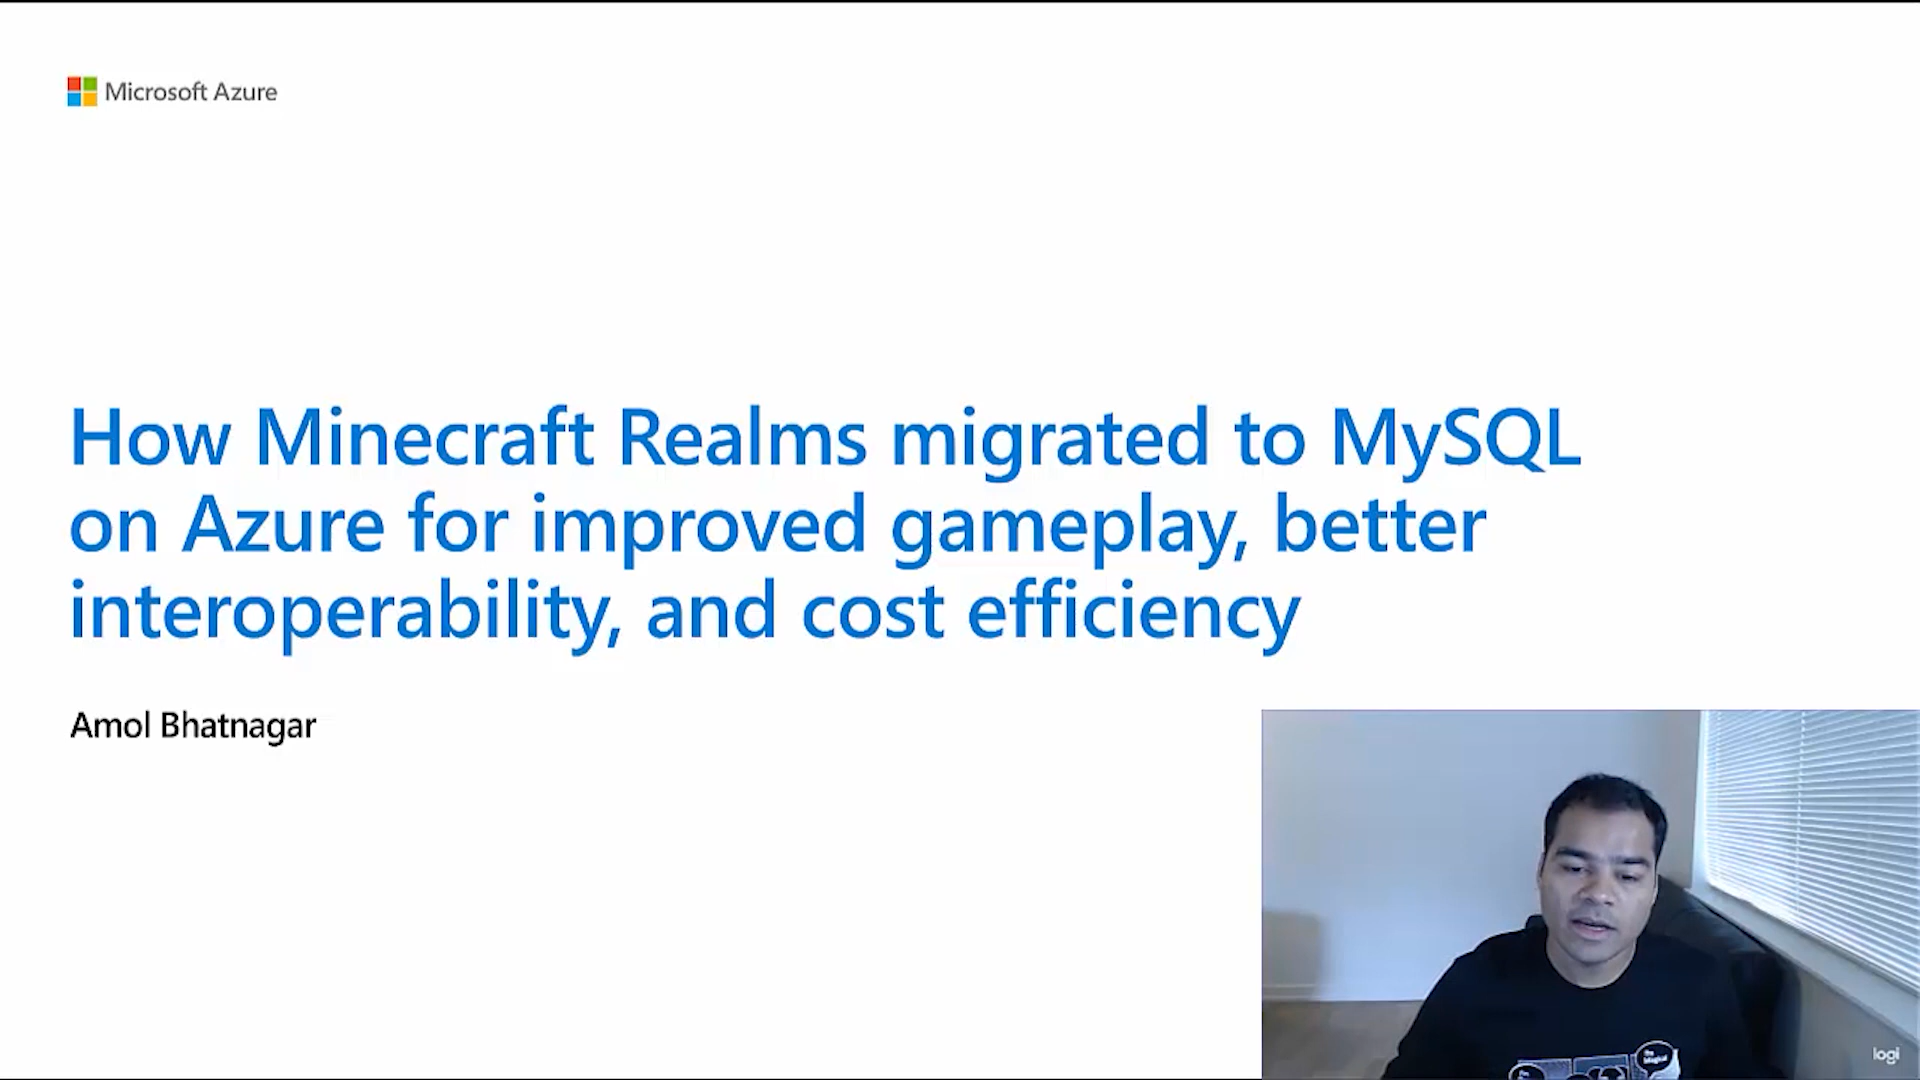 Microsoft Azure
How Minecraft Realms migrated to MySQL
on Azure for improved gameplay, better
interoperability, and cost efficiency
Amol Bhatnagar
logi